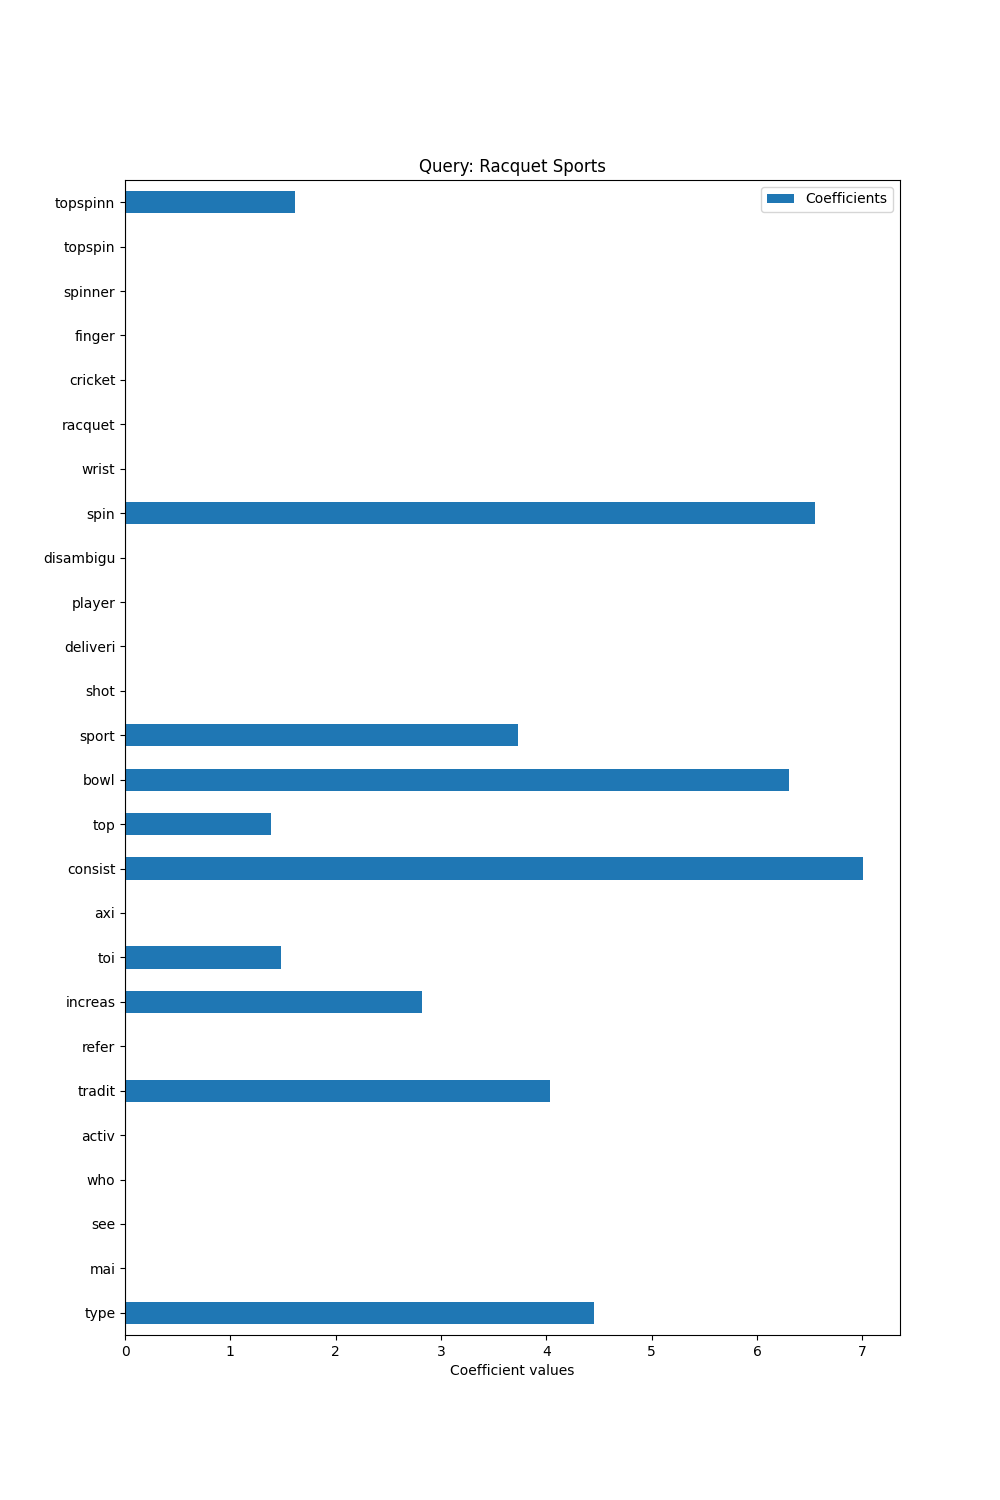 Query: Racquet Sports
Coefficients
topspinn
topspin
spinner
finger
cricket
racquet
wrist
spin
disambigu
player
deliveri
shot
sport
bowl
top
consist
axi
toi
increas
refer
tradit
activ
who
see
mai
type
0 1 2 3 4 5 6 7
Coefficient values